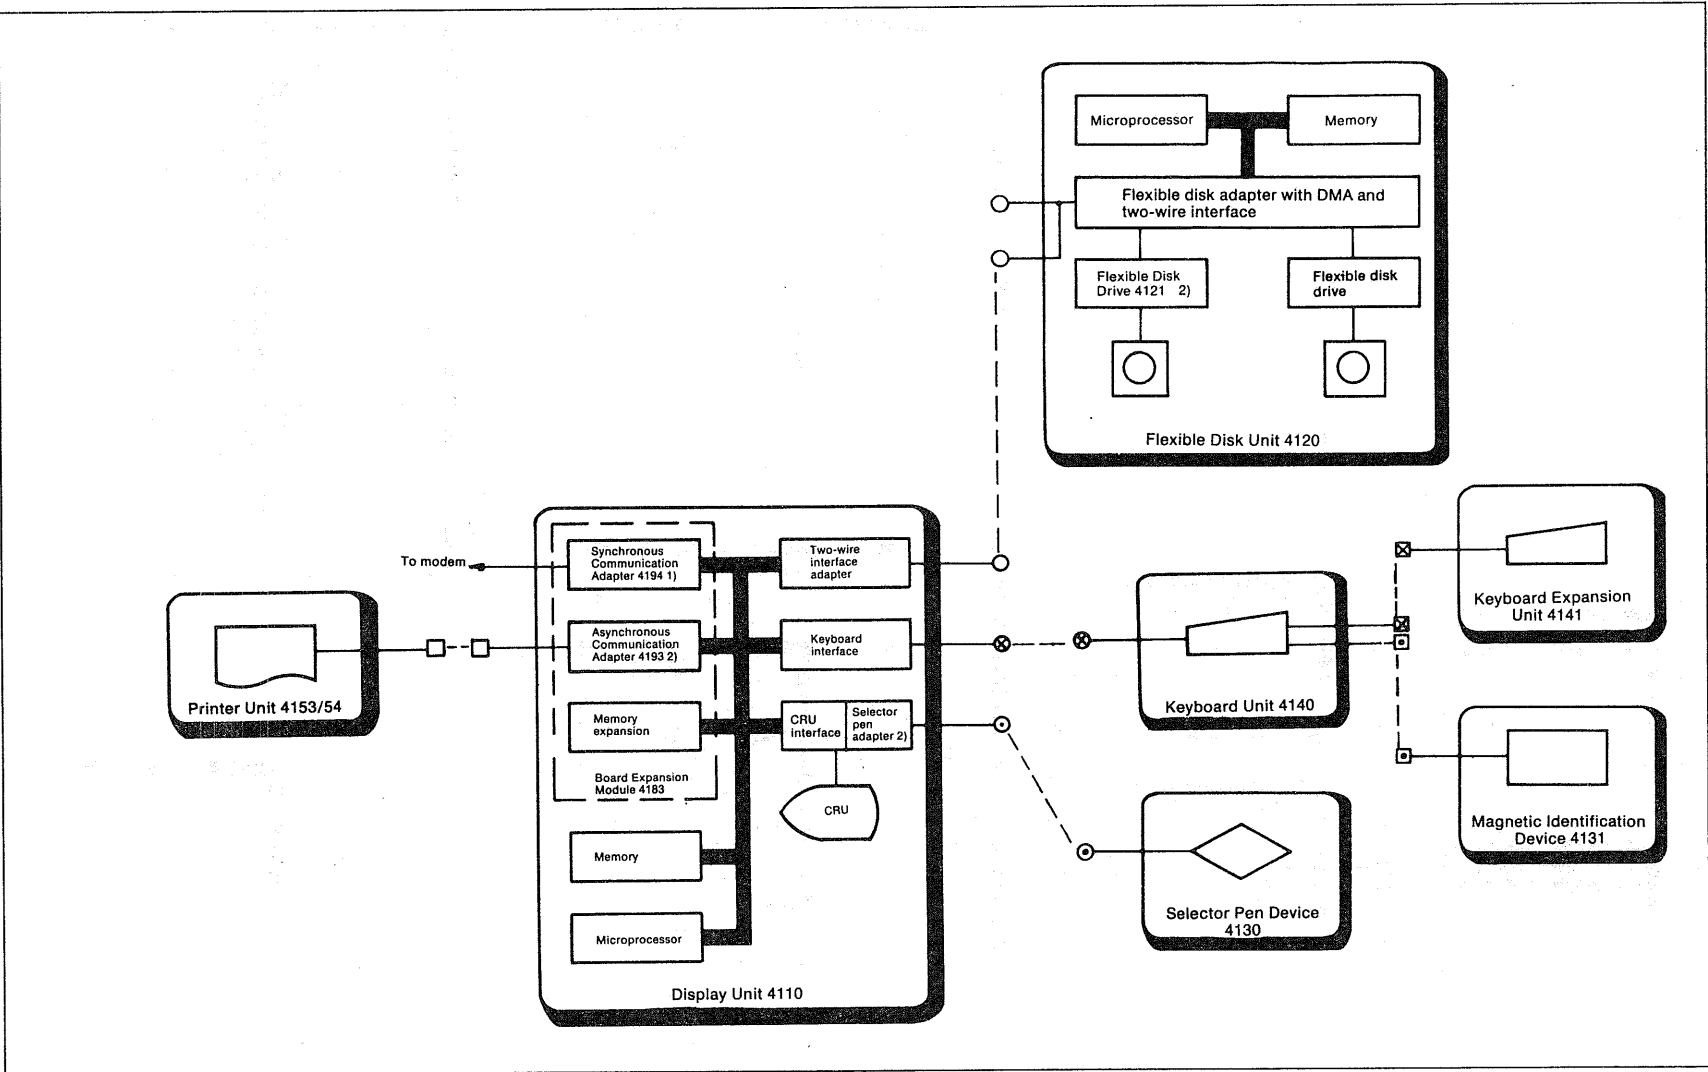 Microprocessor
Memory
Flexible disk adapter with DMA and
two-wire interface
Flexible Disk
Drive 4121 2)
Flexible disk
drive
Flexible Disk Unit 4120
To modem
Synchronous
Communication
Adapter 4194 1)
Two-wire
interface
adapter
Asynchronous
Communication
Adapter 4193 2)
Keyboard
interface
Memory
expansion
CRU
interface
Selector
pen
adapter 2)
Board Expansion
Module 4183
CRU
Memory
Microprocessor
Display Unit 4110
Printer Unit 4153/54
Keyboard Unit 4140
Keyboard Expansion
Unit 4141
Magnetic Identification
Device 4131
Selector Pen Device
4130